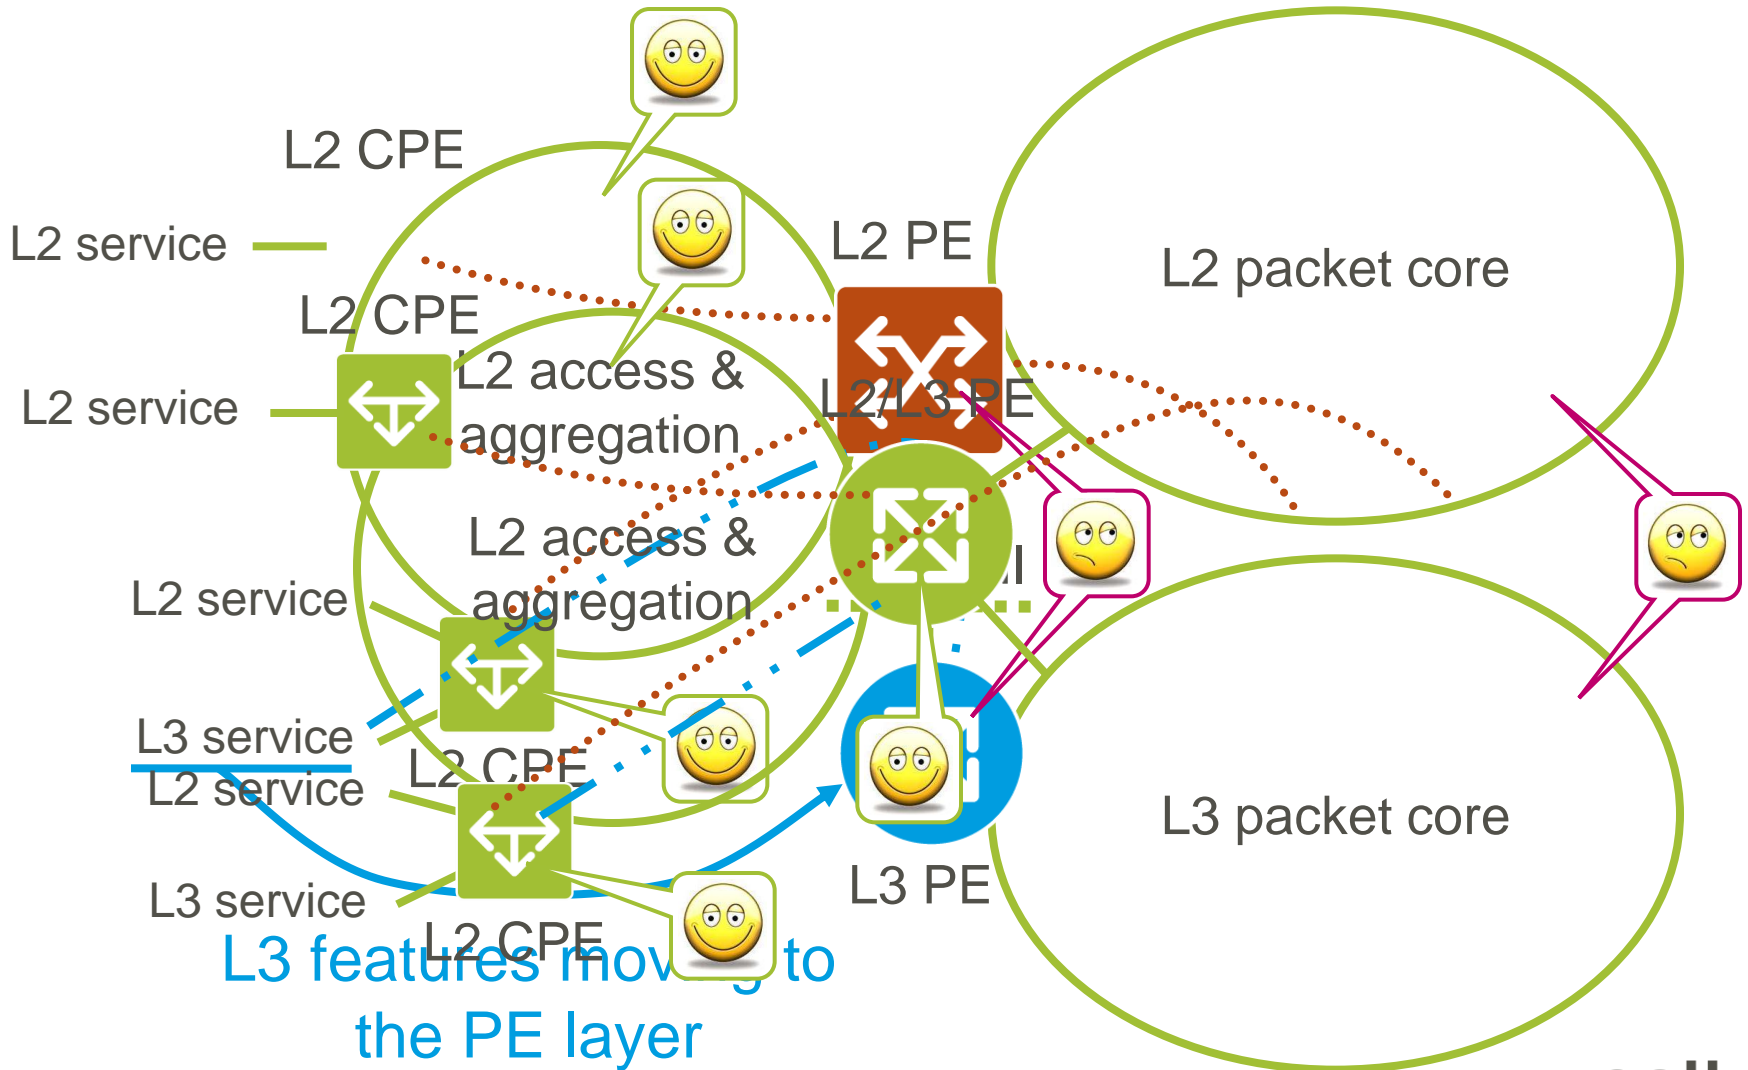 L2 CPE
L2 service
L2 PE
L2 packet core
L2 CPE
L2 access &
aggregation
L2/L3 PE
L2 service
L2 access &
aggregation
L2 service
L3 service
L2 CPE
L2 service
L3 packet core
L3 service
L3 PE
L2 CPE
L3 features moving to
the PE layer